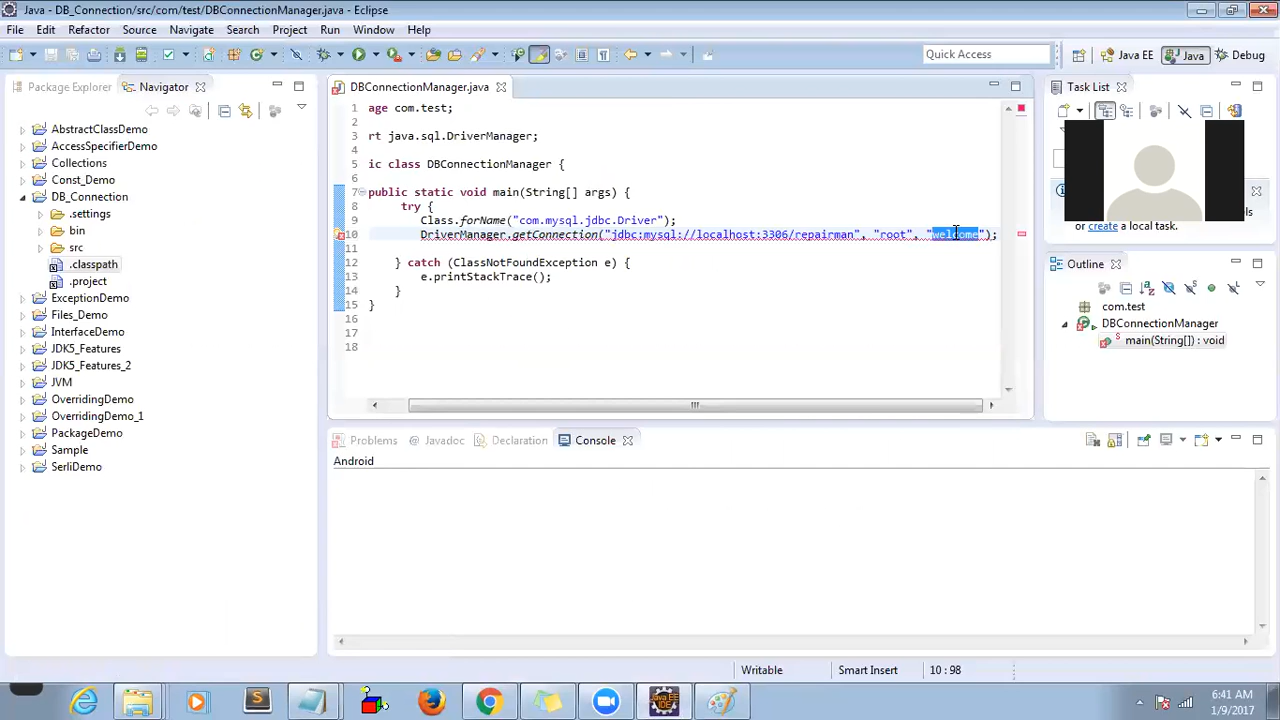 Java - DB_Connection/src/com/test/DBConnectionManager.java - Eclipse
File Edit Refactor Source Navigate Search Project Run Window Help
Quick Access
Java EE
Java
Debug
Package Explorer
Navigator
DBConnectionManager.java
Task List
AbstractClassDemo
AccessSpecifierDemo
Collections
Const_Demo
DB_Connection
.settings
bin
src
.classpath
.project
ExceptionDemo
Files_Demo
InterfaceDemo
JDK5_Features
JDK5_Features_2
JVM
OverridingDemo
OverridingDemo_1
PackageDemo
Sample
SerliDemo
1 age com.test;
2
3 rt java.sql.DriverManager;
4
5 ic class DBConnectionManager {
6
7 public static void main(String[] args) {
8 try {
9 Class.forName("com.mysql.jdbc.Driver");
10 DriverManager.getConnection("jdbc:mysql://localhost:3306/repairman", "root", "welcome");
11
12 } catch (ClassNotFoundException e) {
13 e.printStackTrace();
14 }
15 }
16
17
18
ls
create a local task.
Outline
com.test
DBConnectionManager
main(String[]) : void
Problems
Javadoc
Declaration
Console
Android
Writable
Smart Insert
10 : 98
6:41 AM
1/9/2017